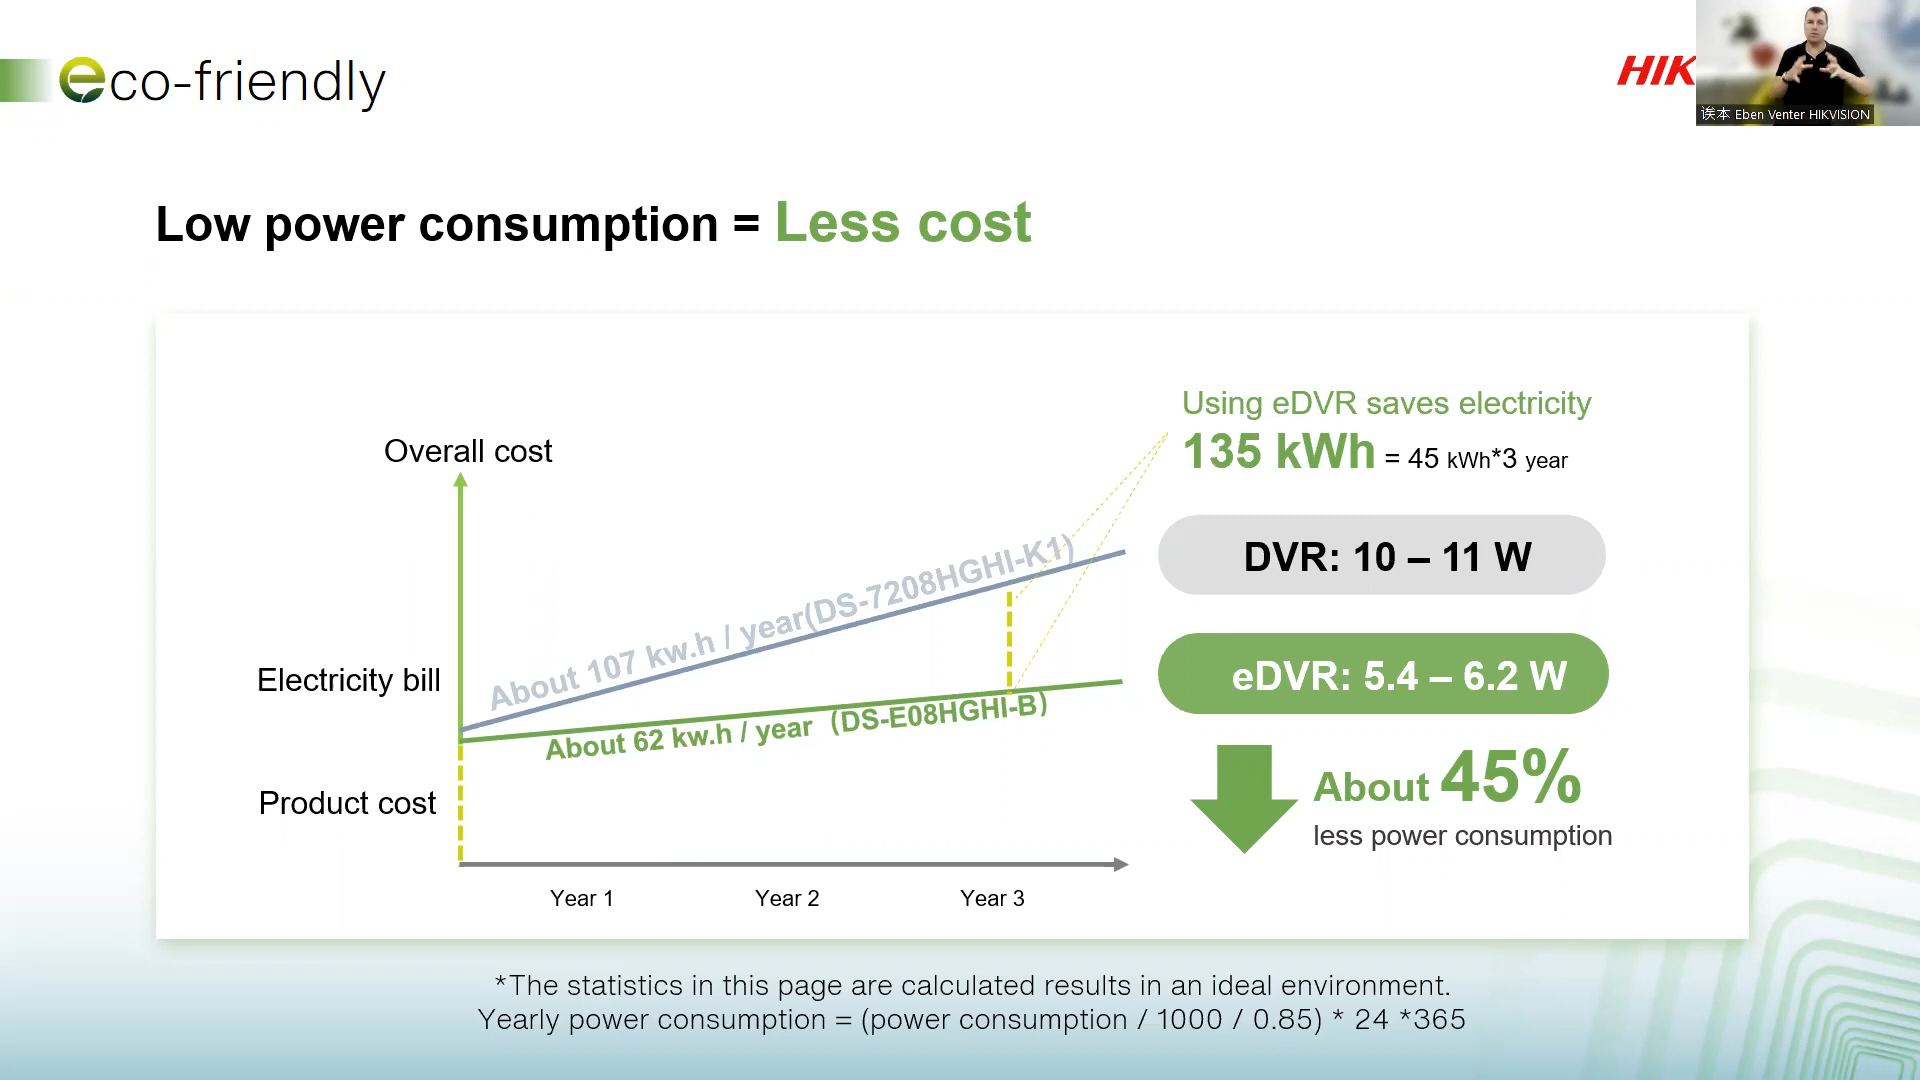 eco-friendly
HIK
诶本 Eben Venter HIKVISION
Low power consumption = Less cost
Using eDVR saves electricity
135 kWh = 45 kWh*3 year
Overall cost
About 107 kw.h / year(DS-7208HGHI-K1)
DVR: 10 – 11 W
Electricity bill
eDVR: 5.4 – 6.2 W
About 62 kw.h / year（DS-E08HGHI-B）
About 45%
less power consumption
Product cost
Year 1
Year 2
Year 3
*The statistics in this page are calculated results in an ideal environment.
Yearly power consumption = (power consumption / 1000 / 0.85) * 24 *365